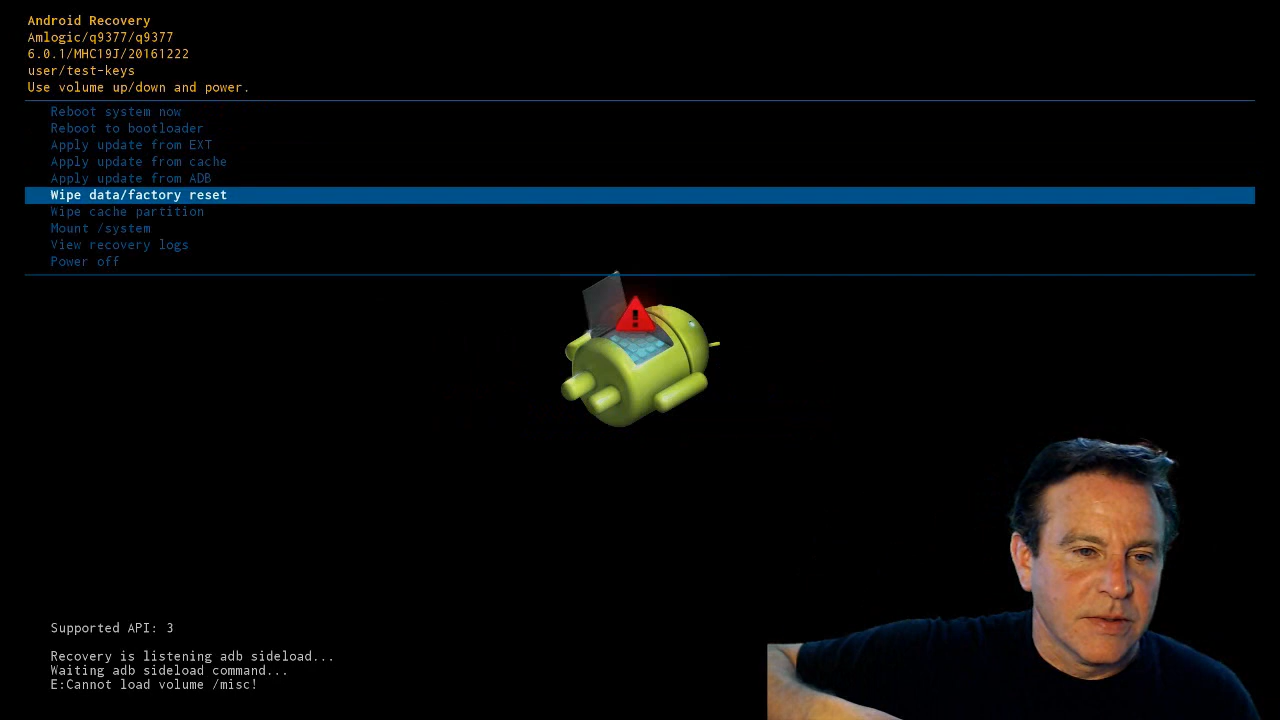 Android Recovery
Amlogic/q9377/q9377
6.0.1/MHC19J/20161222
user/test-keys
Use volume up/down and power.
Reboot system now
Reboot to bootloader
Apply update from EXT
Apply update from cache
Apply update from ADB
Wipe data/factory reset
Wipe cache partition
Mount /system
View recovery logs
Power off
Supported API: 3
Recovery is listening adb sideload...
Waiting adb sideload command...
E:Cannot load volume /misc!